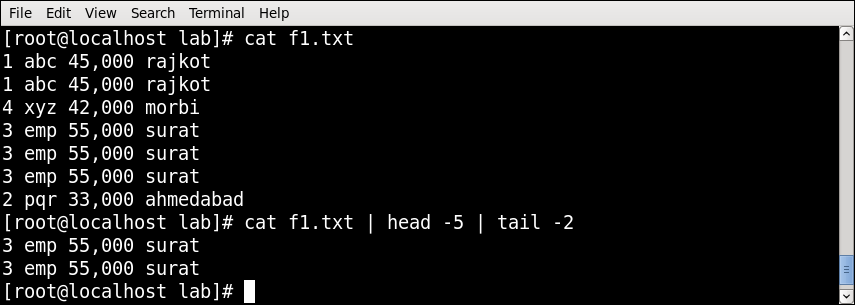 File Edit View Search Terminal Help
[root@localhost lab]# cat f1.txt
1 abc 45,000 rajkot
1 abc 45,000 rajkot
4 xyz 42,000 morbi
3 emp 55,000 surat
3 emp 55,000 surat
3 emp 55,000 surat
2 pqr 33,000 ahmedabad
[root@localhost lab]# cat f1.txt | head -5 | tail -2
3 emp 55,000 surat
3 emp 55,000 surat
[root@localhost lab]#